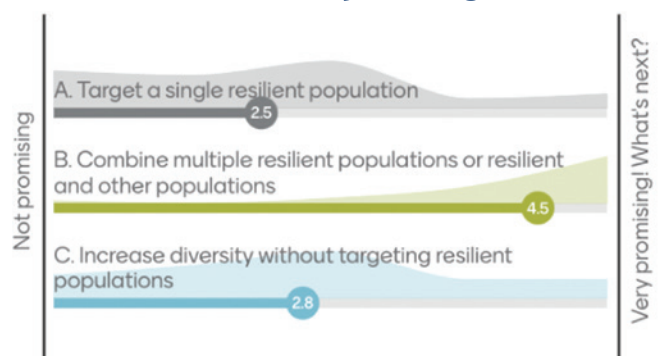 Not promising
A. Target a single resilient population
2.5
B. Combine multiple resilient populations or resilient
and other populations
4.5
C. Increase diversity without targeting resilient
populations
2.8
Very promising! What's next?